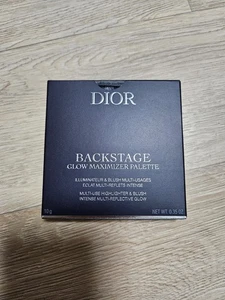 DIOR
BACKSTAGE
GLOW MAXIMIZER PALETTE
ILLUMINATEUR & BLUSH MULTI-USAGES
ÉCLAT MULTI-REFLETS INTENSE
MULTI-USE HIGHLIGHTER & BLUSH
INTENSE MULTI-REFLECTIVE GLOW
10 g
NET WT. 0.35 OZ